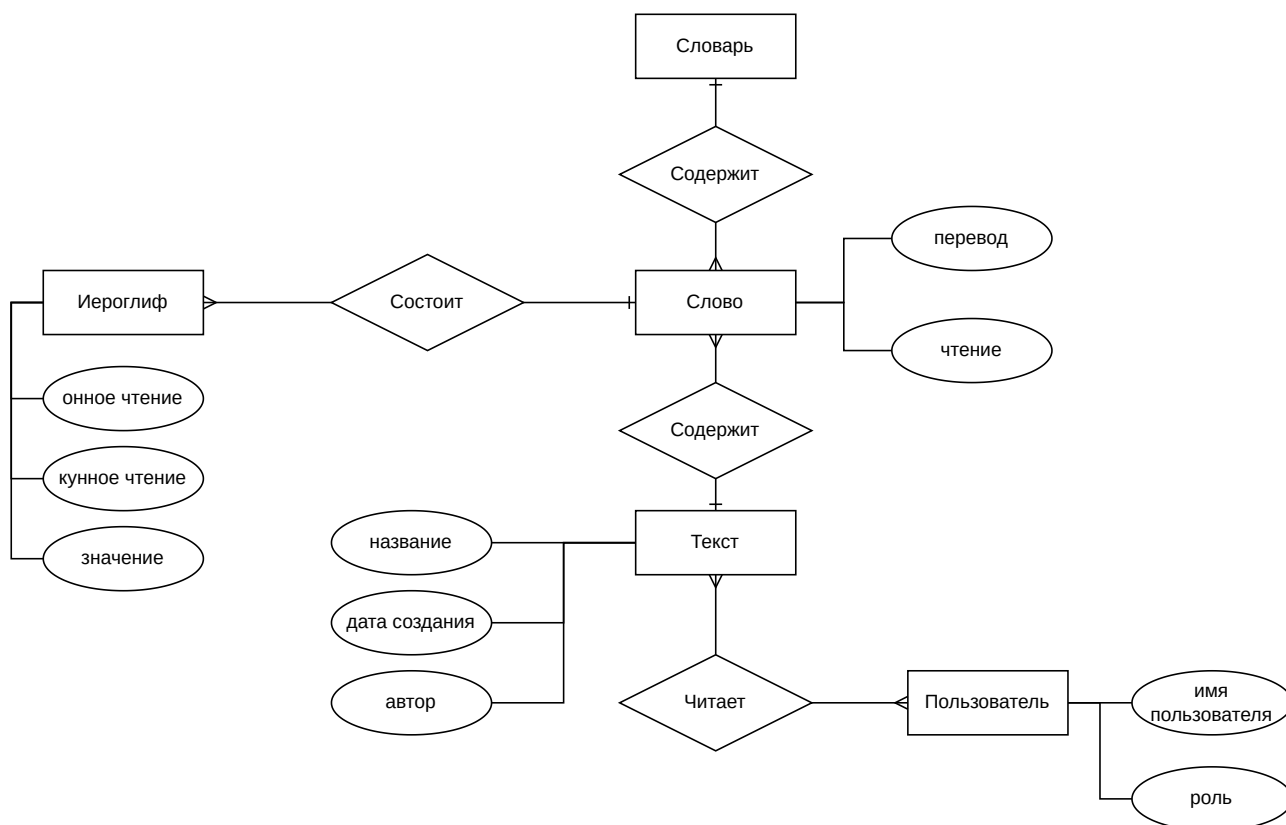 Словарь
Содержит
перевод
Иероглиф
Состоит
Слово
чтение
онное чтение
Содержит
кунное чтение
название
Текст
значение
дата создания
автор
Читает
Пользователь
имя
пользователя
роль